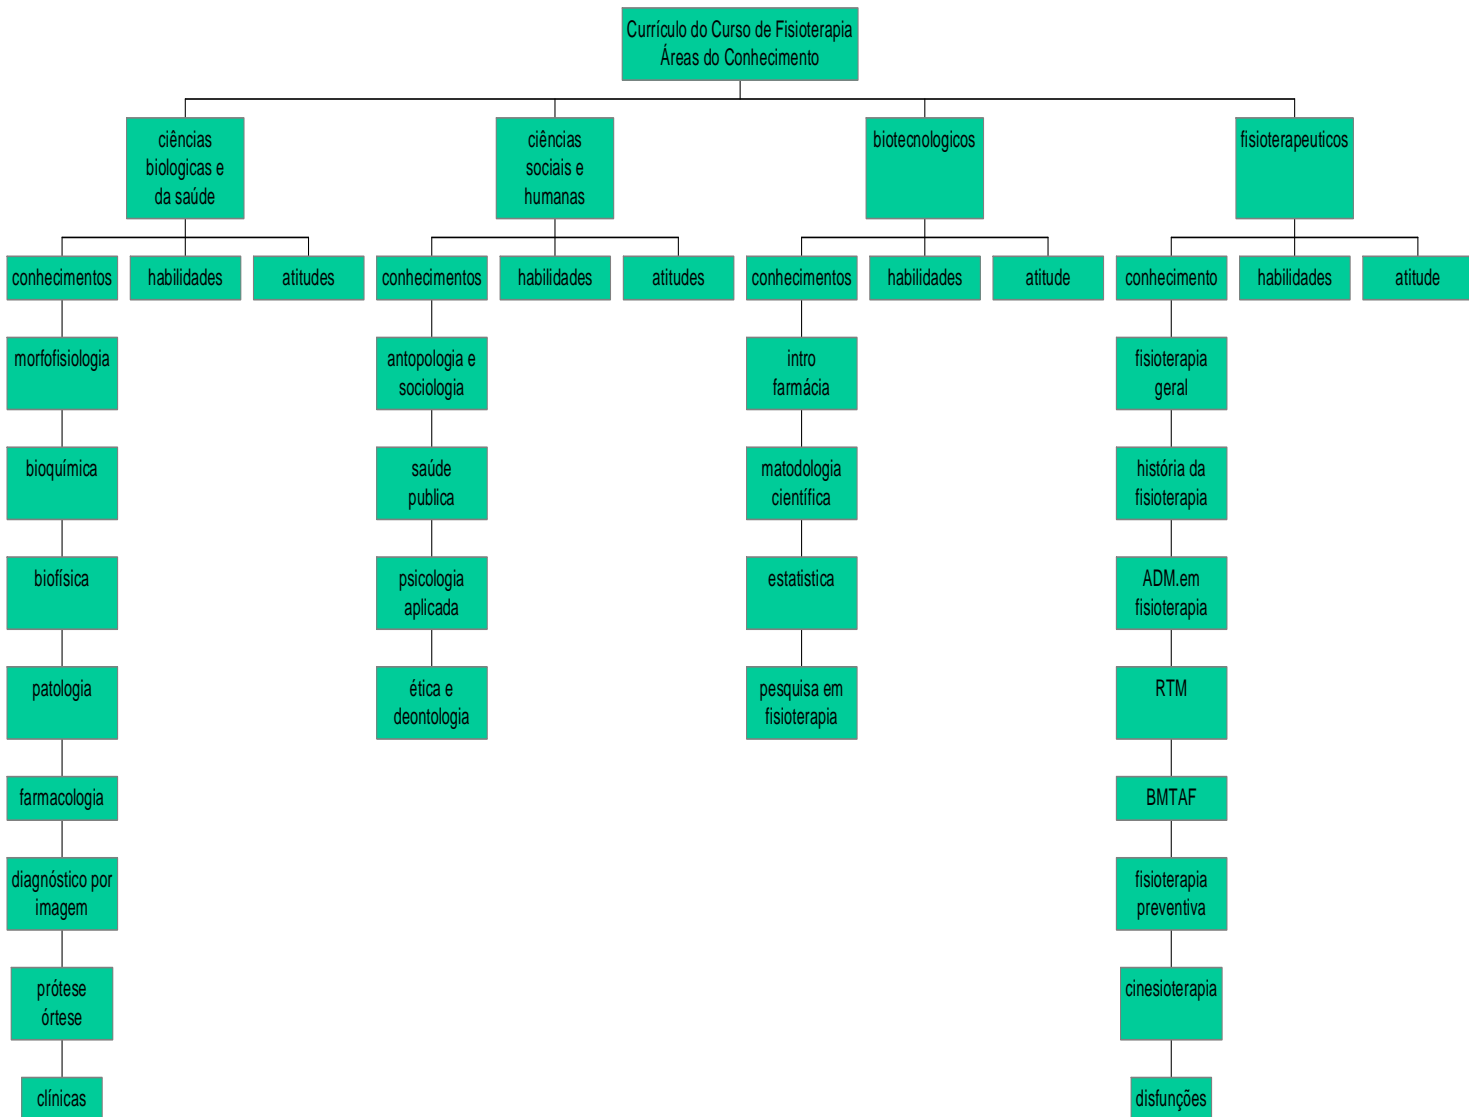 Currículo do Curso de Fisioterapia
Áreas do Conhecimento
ciências
biologicas e
da saúde
ciências
sociais e
humanas
biotecnologicos
fisioterapeuticos
conhecimentos
habilidades
atitudes
conhecimentos
habilidades
atitudes
conhecimentos
habilidades
atitude
conhecimento
habilidades
atitude
morfofisiologia
bioquímica
biofísica
patologia
farmacologia
diagnóstico por
imagem
prótese
órtese
clínicas
antopologia e
sociologia
saúde
publica
psicologia
aplicada
ética e
deontologia
intro
farmácia
matodologia
científica
estatistica
pesquisa em
fisioterapia
fisioterapia
geral
história da
fisioterapia
ADM.em
fisioterapia
RTM
BMTAF
fisioterapia
preventiva
cinesioterapia
disfunções